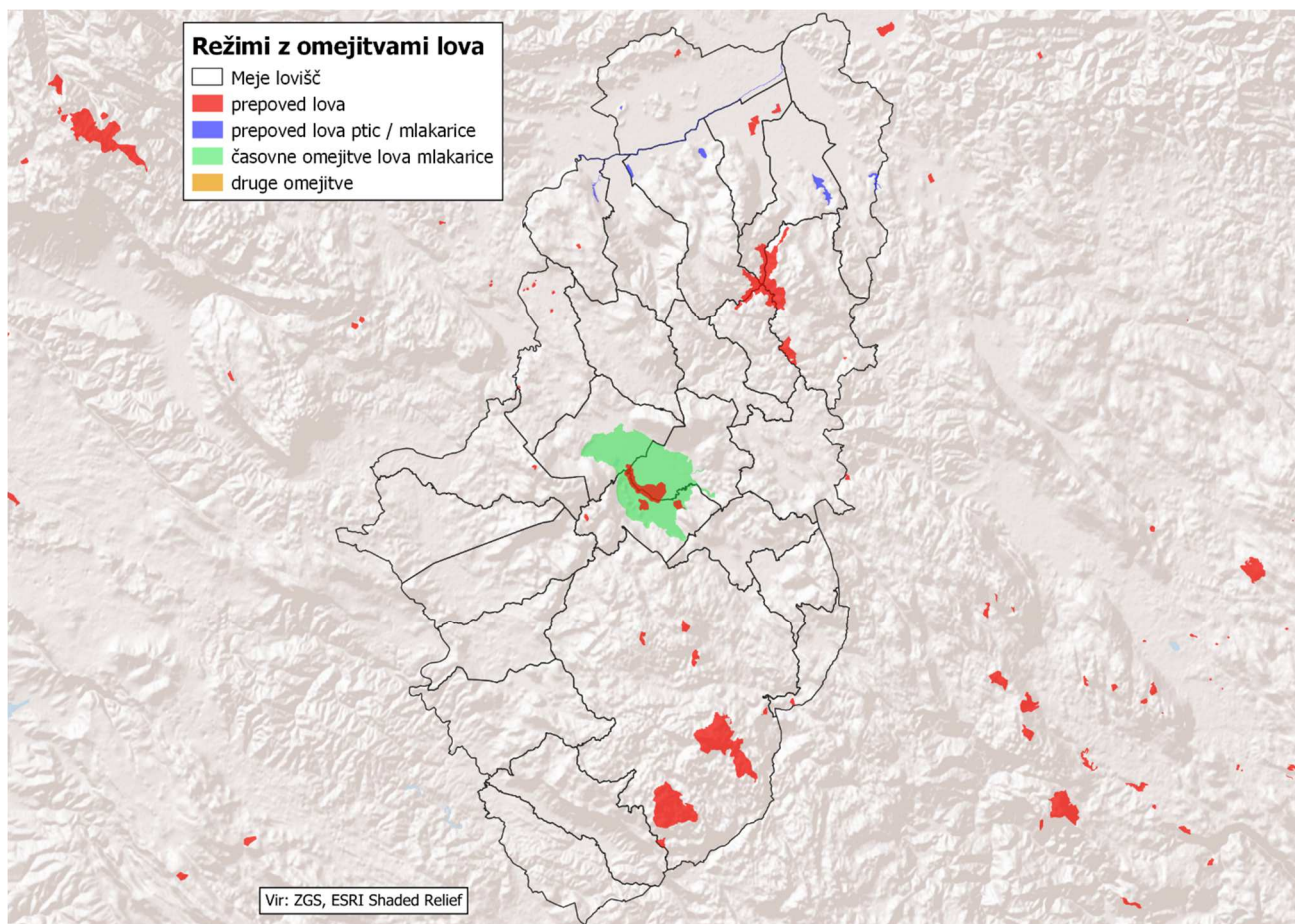 Režimi z omejitvami lova
Meje lovišč
prepoved lova
prepoved lova ptic / mlakarice
časovne omejitve lova mlakarice
druge omejitve
Vir: ZGS, ESRI Shaded Relief